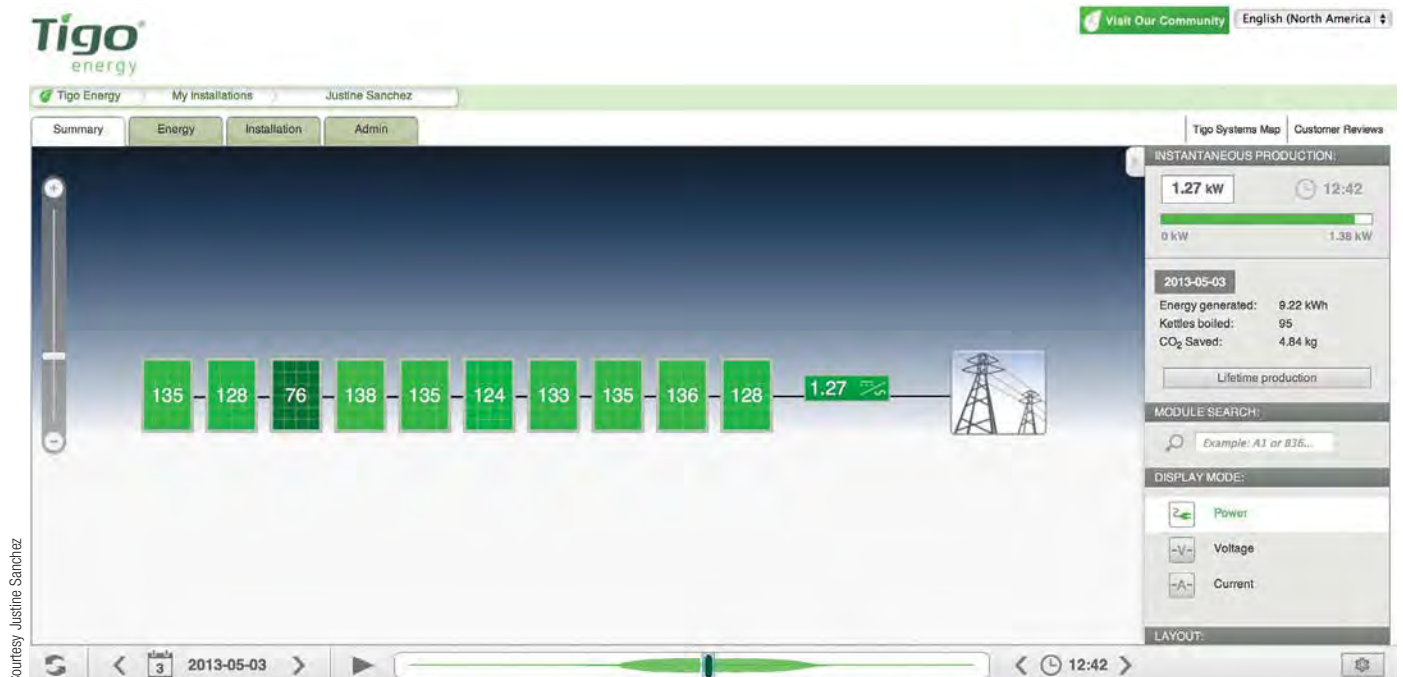 Visit Our Community
English (North America
Tigo
energy
Tigo Energy
My Installations
Justine Sanchez
Summary
Energy
Installation
Admin
Tigo Systems Map
Customer Reviews
INSTANTANEOUS PRODUCTION:
1.27 kW
12:42
0 kW
1.38 kW
2013-05-03
Energy generated: 9.22 kWh
Kettles boiled: 95
CO2 Saved: 4.84 kg
Lifetime production
135
128
76
138
135
124
133
135
136
128
1.27
MODULE SEARCH:
Example: A1 or B36...
DISPLAY MODE:
Power
-V- Voltage
-A- Current
LAYOUT:
3
2013-05-03
12:42
ourtesy Justine Sanchez